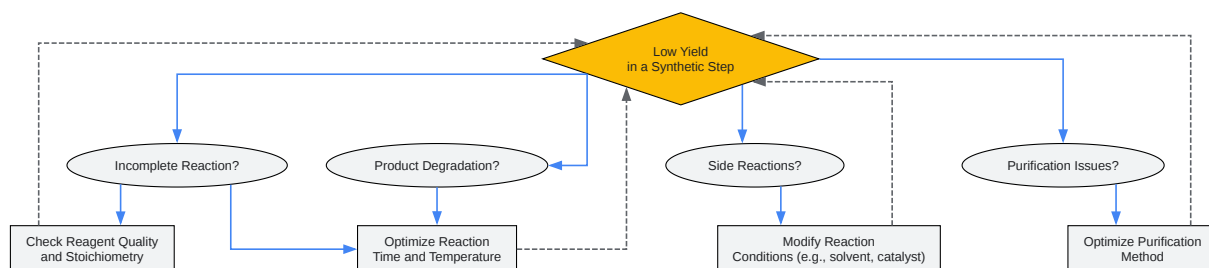 Low Yield
in a Synthetic Step
Incomplete Reaction?
Product Degradation?
Side Reactions?
Purification Issues?
Check Reagent Quality
and Stoichiometry
Optimize Reaction
Time and Temperature
Modify Reaction
Conditions (e.g., solvent, catalyst)
Optimize Purification
Method